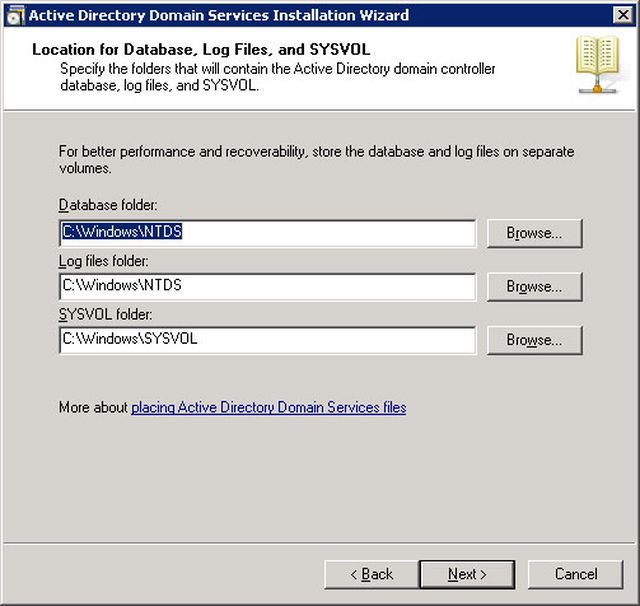 Active Directory Domain Services Installation Wizard
Location for Database, Log Files, and SYSVOL
Specify the folders that will contain the Active Directory domain controller
database, log files, and SYSVOL.
For better performance and recoverability, store the database and log files on separate
volumes.
Database folder:
C:\Windows\NTDS
Browse...
Log files folder:
C:\Windows\NTDS
Browse...
SYSVOL folder:
C:\Windows\SYSVOL
Browse...
More about placing Active Directory Domain Services files
< Back
Next >
Cancel